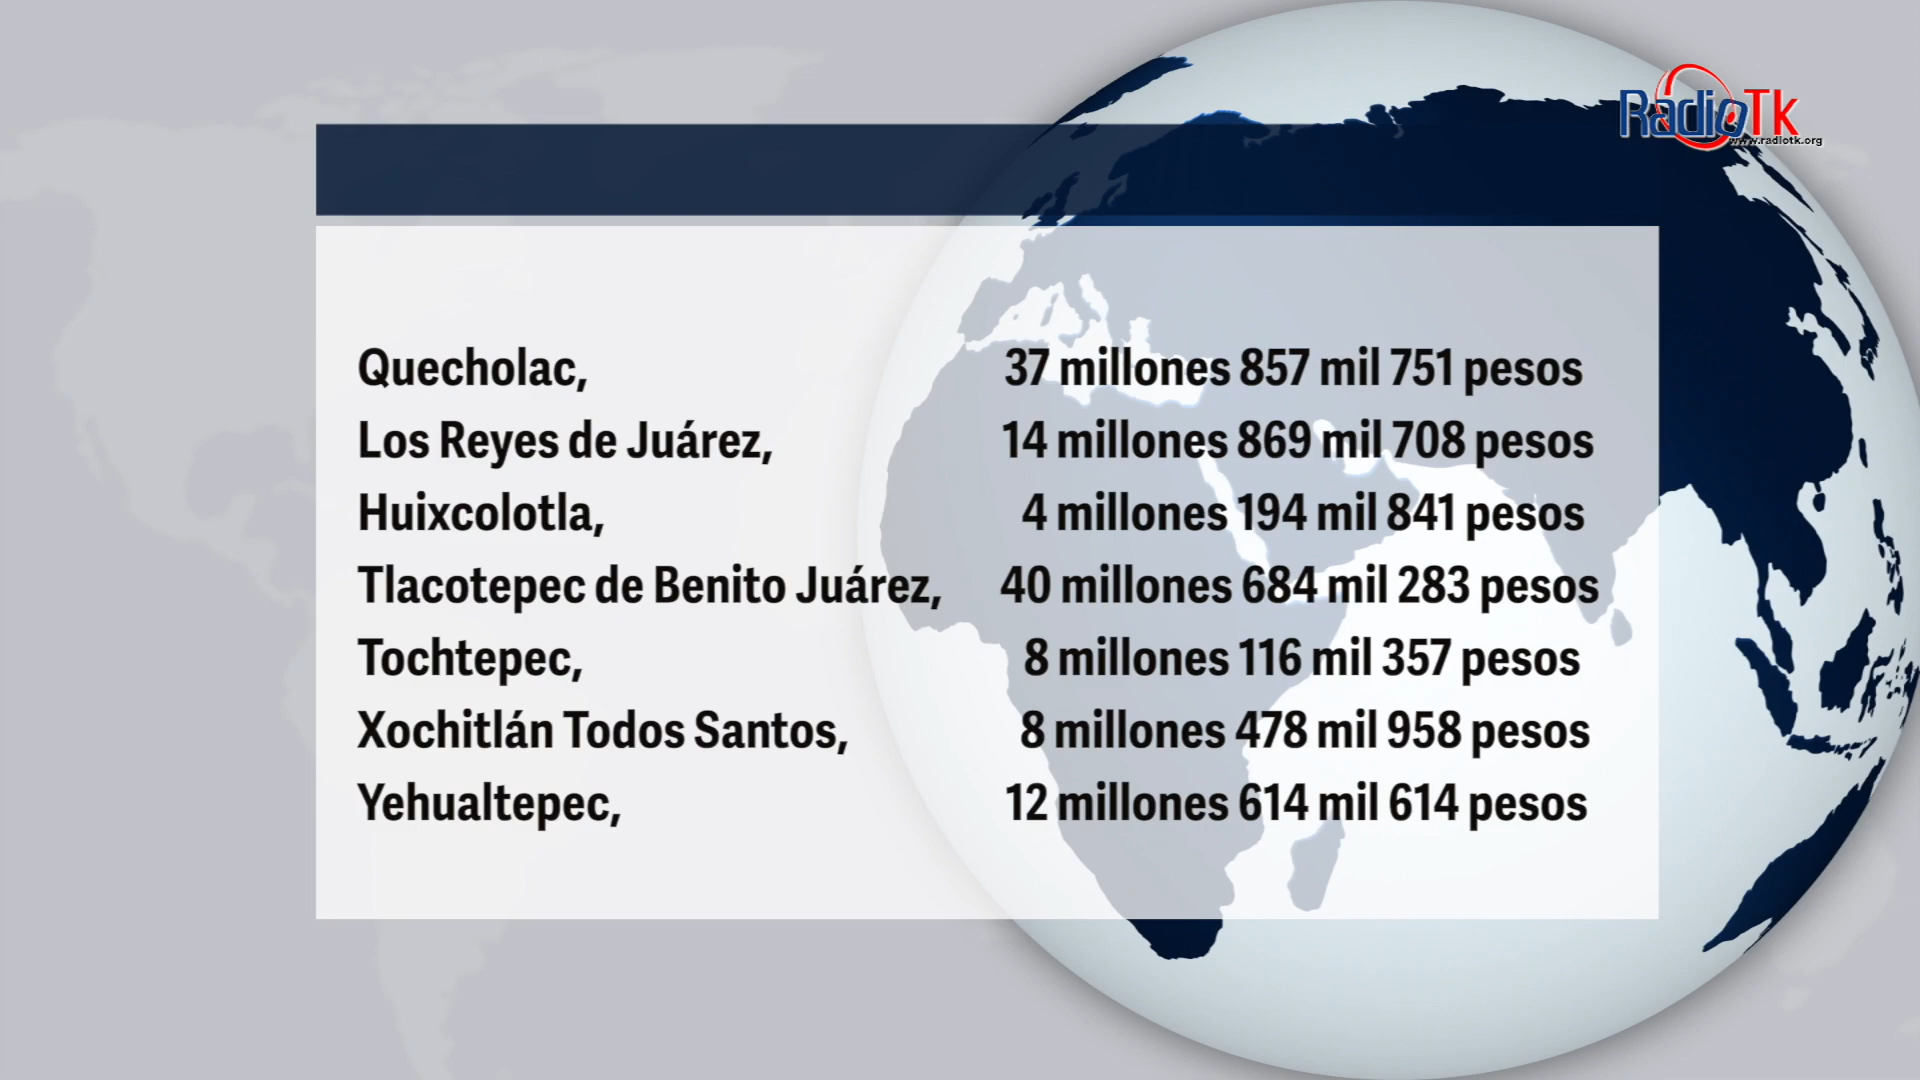 RadioTk
www.radiotk.org
Quecholac, 37 millones 857 mil 751 pesos
Los Reyes de Juárez, 14 millones 869 mil 708 pesos
Huixcolotla, 4 millones 194 mil 841 pesos
Tlacotepec de Benito Juárez, 40 millones 684 mil 283 pesos
Tochtepec, 8 millones 116 mil 357 pesos
Xochitlán Todos Santos, 8 millones 478 mil 958 pesos
Yehualtepec, 12 millones 614 mil 614 pesos